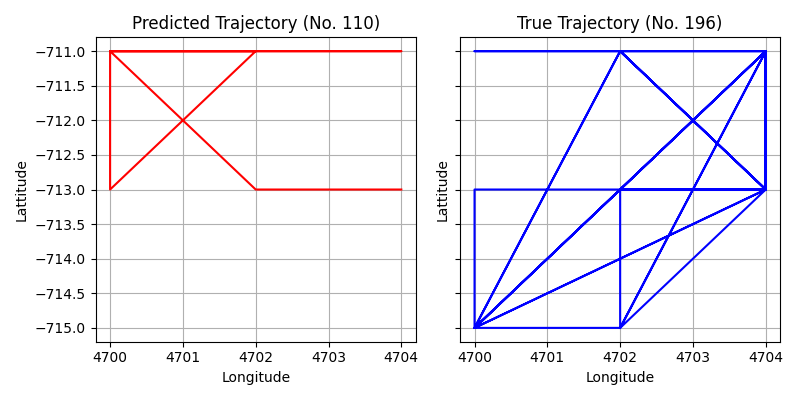 Predicted Trajectory (No. 110)
True Trajectory (No. 196)
Lattitude
−711.0
−711.5
−712.0
−712.5
−713.0
−713.5
−714.0
−714.5
−715.0
4700 4701 4702 4703 4704
Longitude
Lattitude
4700 4701 4702 4703 4704
Longitude